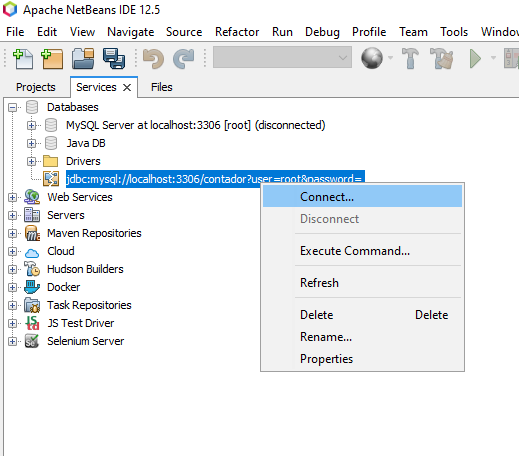 Apache NetBeans IDE 12.5
File Edit View Navigate Source Refactor Run Debug Profile Team Tools Window
Projects Services Files
Databases
MySQL Server at localhost:3306 [root] (disconnected)
Java DB
Drivers
jdbc:mysql://localhost:3306/contador?user=root&password=
Web Services
Servers
Maven Repositories
Cloud
Hudson Builders
Docker
Task Repositories
JS Test Driver
Selenium Server
Connect...
Disconnect
Execute Command...
Refresh
Delete Delete
Rename...
Properties